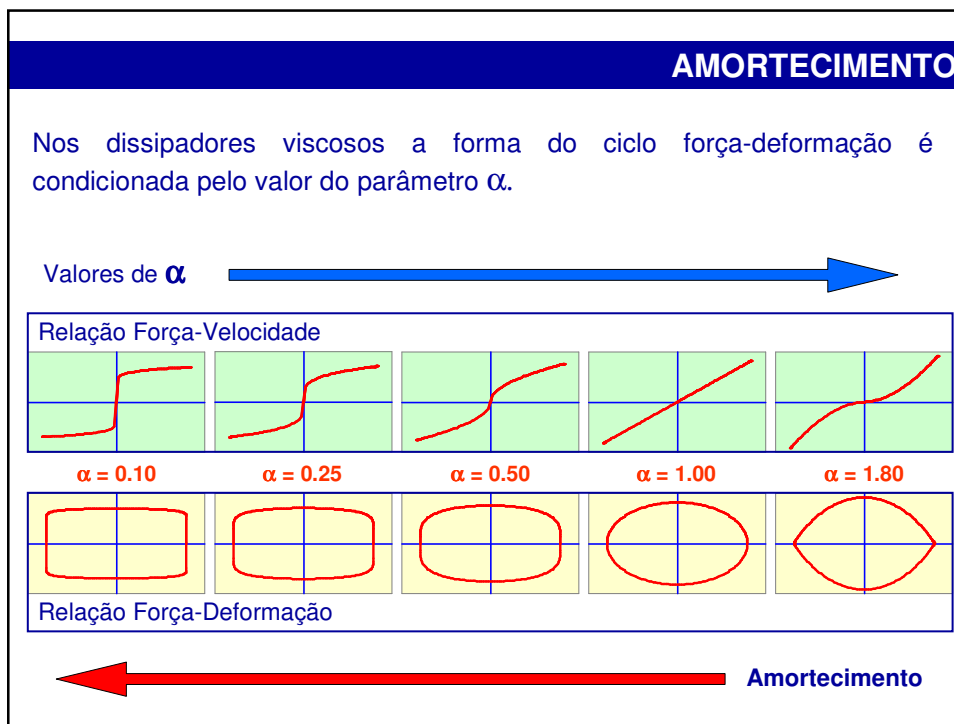 AMORTECIMENTO
Nos dissipadores viscosos a forma do ciclo força-deformação é
condicionada pelo valor do parâmetro α.
Valores de α
Relação Força-Velocidade
α = 0.10 α = 0.25 α = 0.50 α = 1.00 α = 1.80
Relação Força-Deformação
Amortecimento